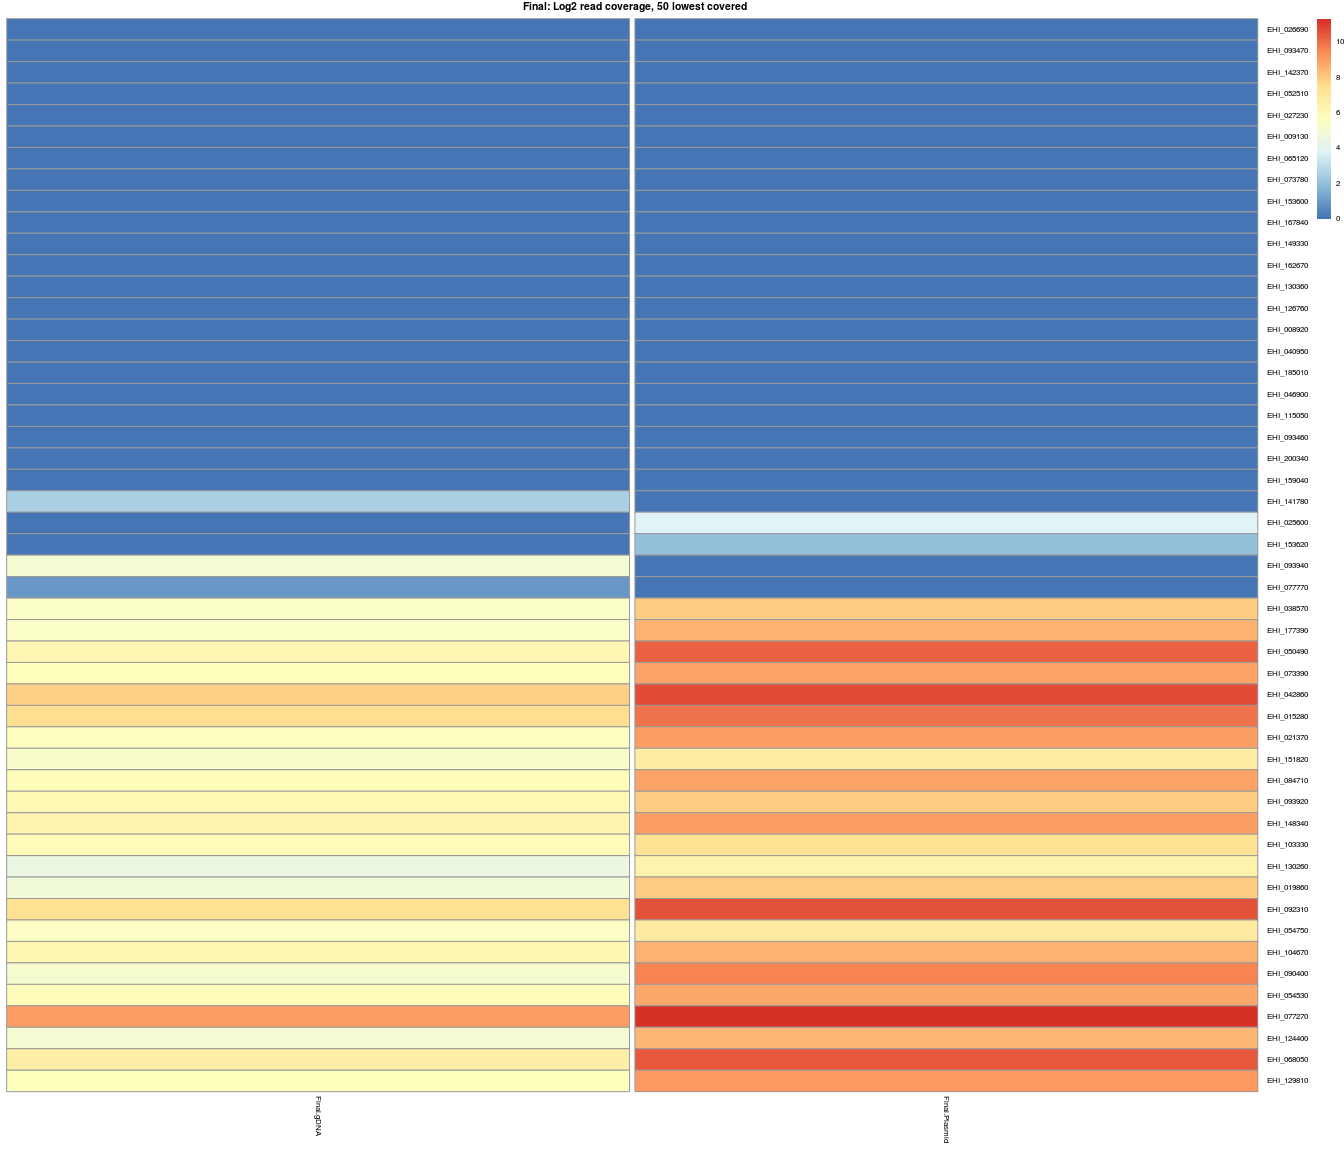 Final: Log2 read coverage, 50 lowest covered
EHI_026690
EHI_093470
EHI_142370
EHI_052510
EHI_027230
EHI_009130
EHI_065120
EHI_073780
EHI_153600
EHI_167840
EHI_149330
EHI_162670
EHI_130360
EHI_126760
EHI_008920
EHI_040950
EHI_185010
EHI_046900
EHI_115050
EHI_093460
EHI_200340
EHI_159040
EHI_141780
EHI_025600
EHI_153620
EHI_093940
EHI_077770
EHI_038570
EHI_177390
EHI_050490
EHI_073390
EHI_042860
EHI_015280
EHI_021370
EHI_151820
EHI_084710
EHI_093920
EHI_148340
EHI_103330
EHI_130260
EHI_019860
EHI_092310
EHI_054750
EHI_104670
EHI_090400
EHI_054530
EHI_077270
EHI_124400
EHI_068050
EHI_129810
10
8
6
4
2
0
Final.gDNA
Final.Plasmid